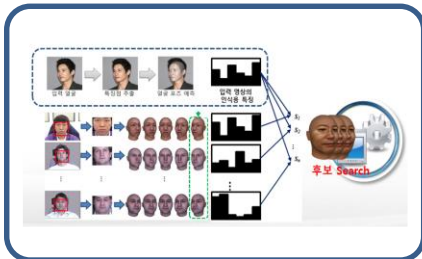 입력 얼굴
특징점 추출
얼굴 포즈 예측
입력 영상의
인식용 특징
S₁
S₂
⋮
Sₙ
후보 Search